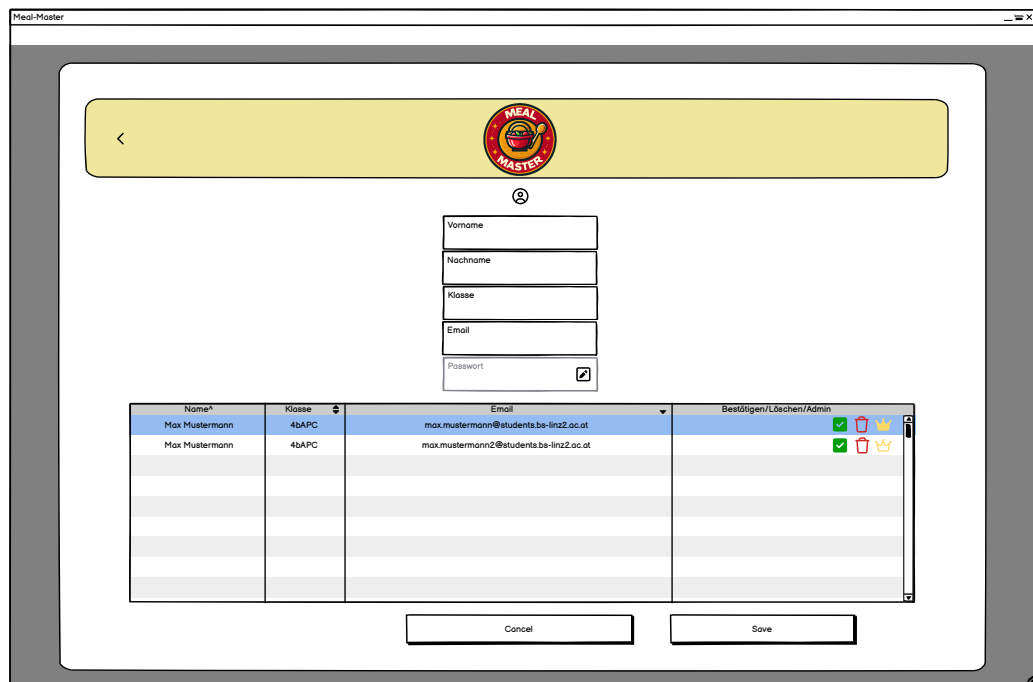 Meal-Master
MEAL
MASTER
Vorname
Nachname
Klasse
Email
Passwort
Name^ Klasse Email Bestätigen/Löschen/Admin
Max Mustermann 4bAPC max.mustermann@students.bs-linz2.ac.at
Max Mustermann 4bAPC max.mustermann2@students.bs-linz2.ac.at
Cancel Save